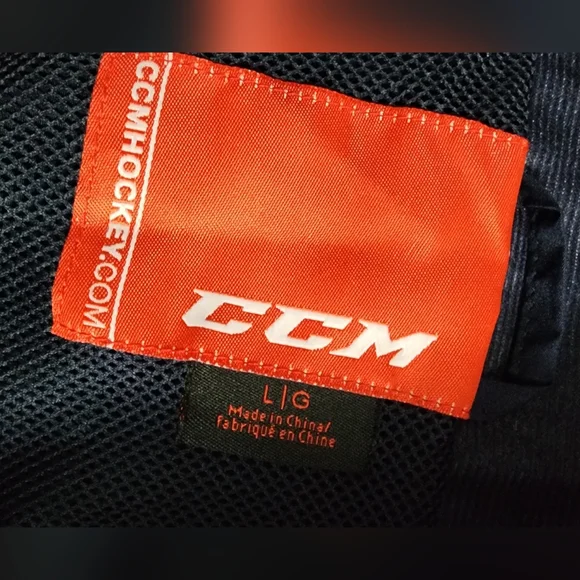 CCMHOCKEY.COM
CCM
L|G
Made in China/
fabriqué en Chine